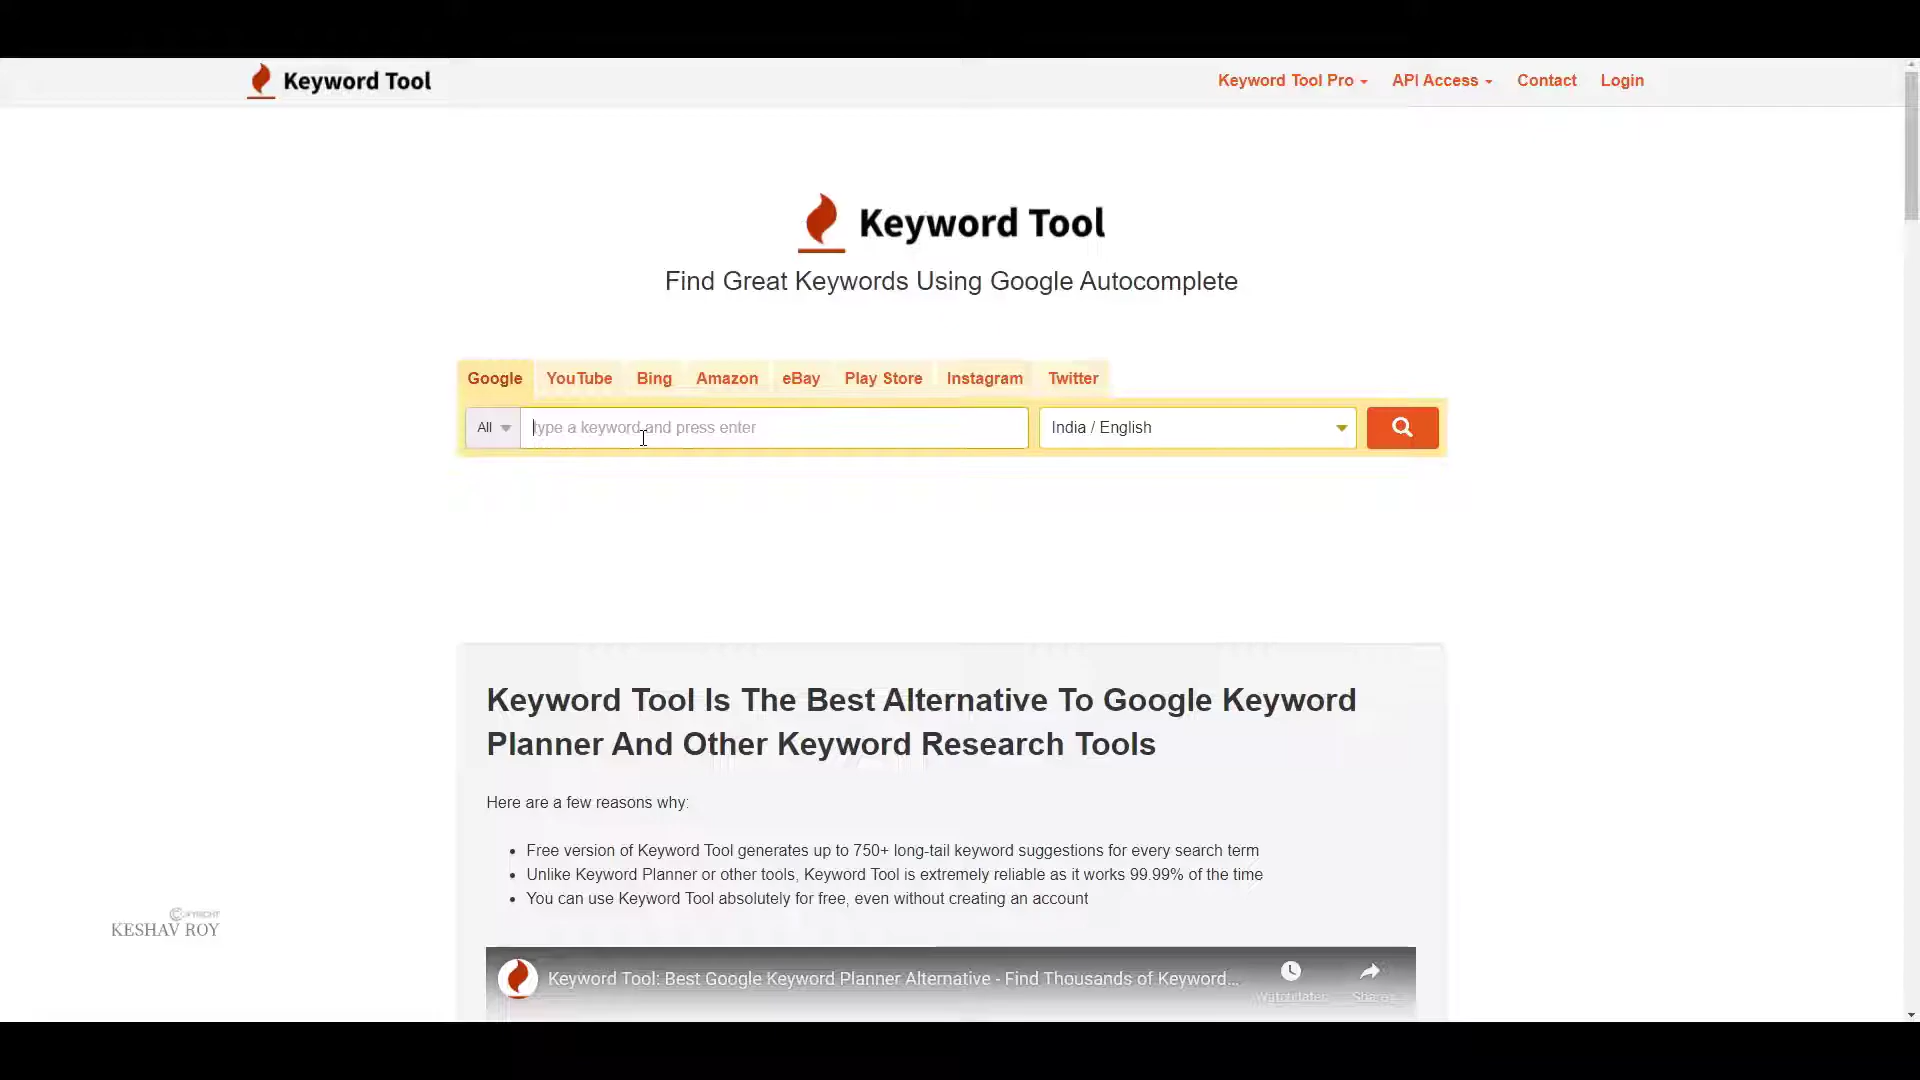 Keyword Tool
Keyword Tool Pro API Access Contact Login
Keyword Tool
Find Great Keywords Using Google Autocomplete
Google YouTube Bing Amazon eBay Play Store Instagram Twitter
All type a keyword and press enter India / English
Keyword Tool Is The Best Alternative To Google Keyword
Planner And Other Keyword Research Tools
Here are a few reasons why:
Free version of Keyword Tool generates up to 750+ long-tail keyword suggestions for every search term
Unlike Keyword Planner or other tools, Keyword Tool is extremely reliable as it works 99.99% of the time
You can use Keyword Tool absolutely for free, even without creating an account
COPYRIGHT
KESHAV ROY
Keyword Tool: Best Google Keyword Planner Alternative - Find Thousands of Keyword...
Watch later Share